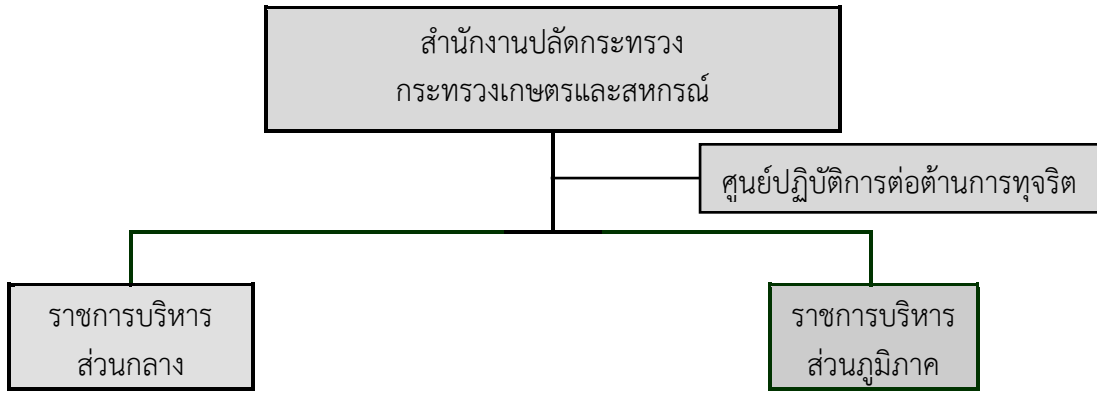 สำนักงานปลัดกระทรวง
กระทรวงเกษตรและสหกรณ์
ศูนย์ปฏิบัติการต่อต้านการทุจริต
ราชการบริหาร
ส่วนกลาง
ราชการบริหาร
ส่วนภูมิภาค